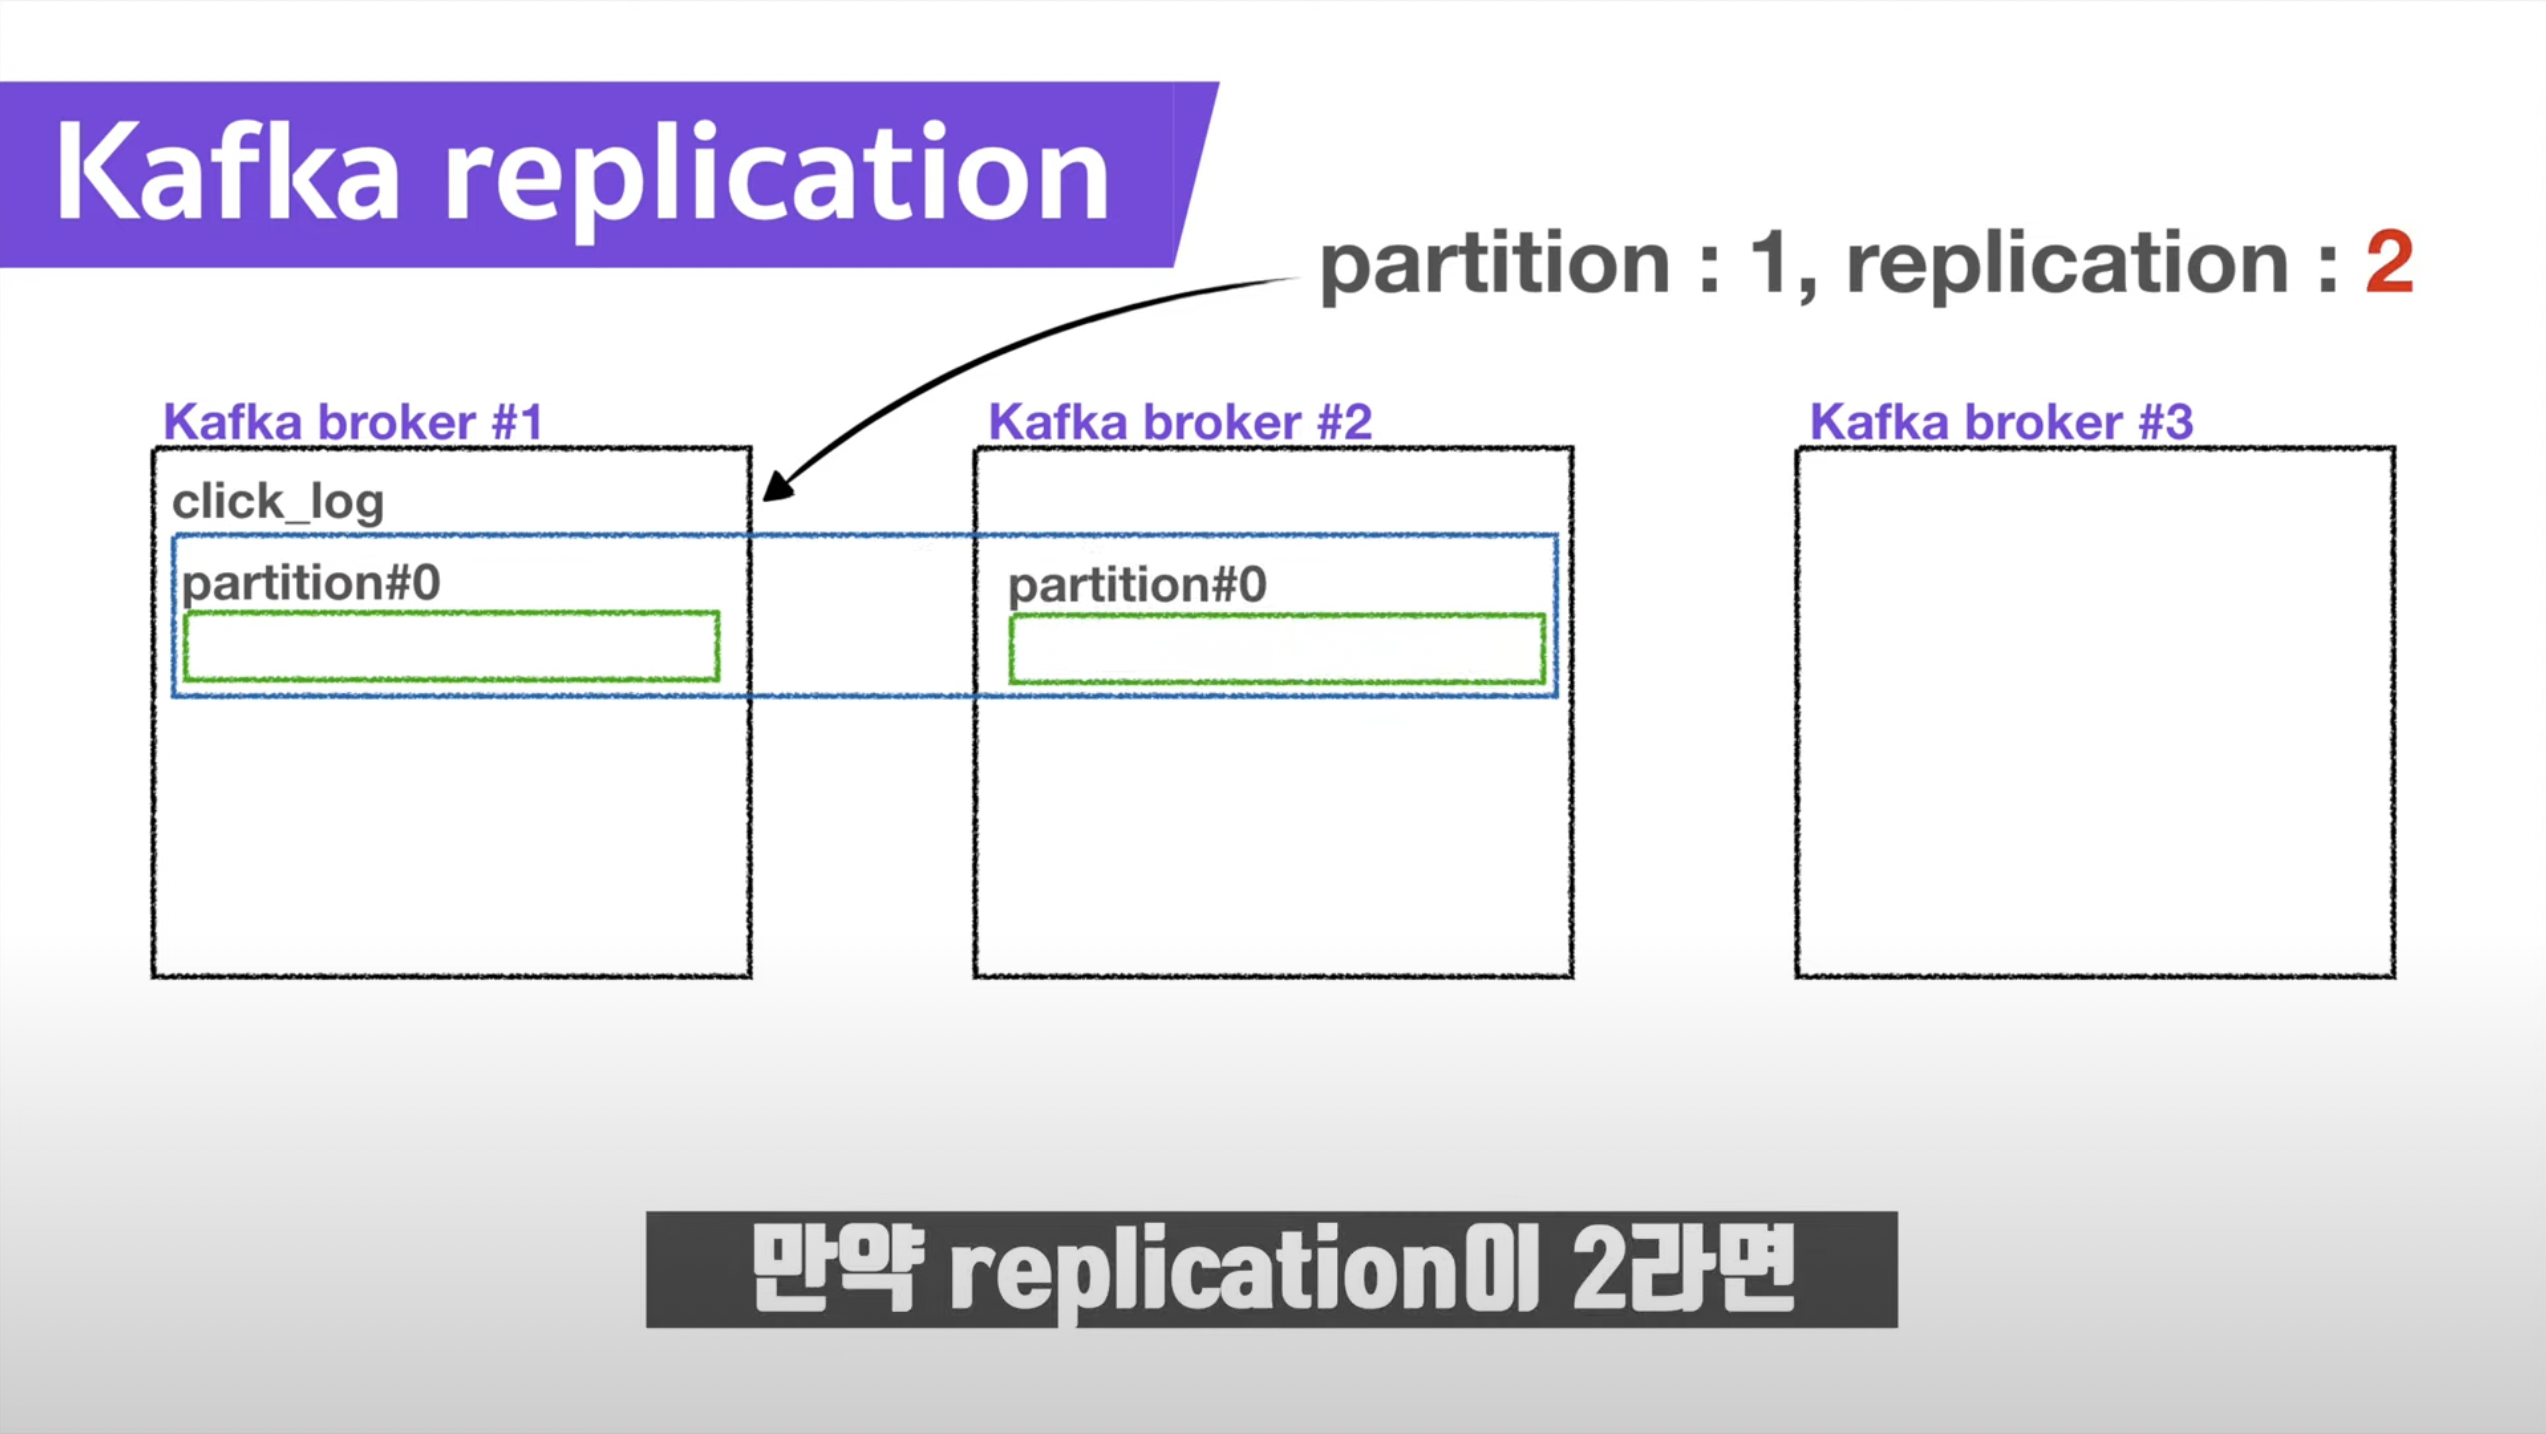 Kafka replication
partition : 1, replication : 2
Kafka broker #1
Kafka broker #2
Kafka broker #3
click_log
partition#0
partition#0
만약 replication이 2라면